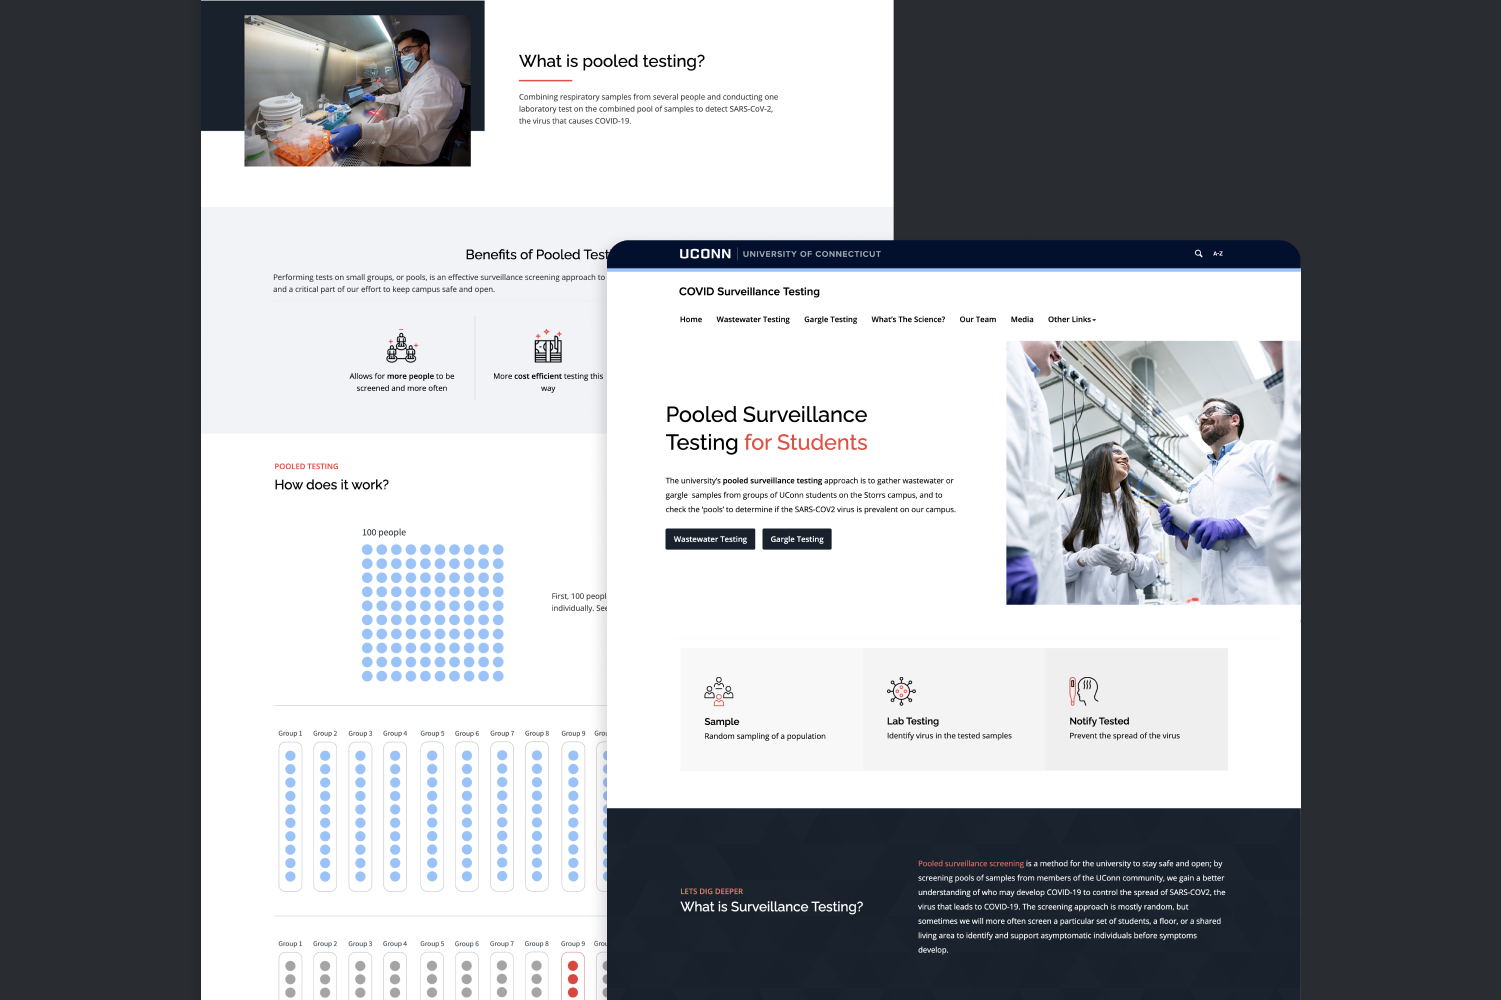 What is pooled testing?
Combining respiratory samples from several people and conducting one
laboratory test on the combined pool of samples to detect SARS-CoV-2,
the virus that causes COVID-19.
Benefits of Pooled Test
Performing tests on small groups, or pools, is an effective surveillance screening approach to
and a critical part of our effort to keep campus safe and open.
Allows for more people to be
screened and more often
More cost efficient testing this
way
POOLED TESTING
How does it work?
100 people
First, 100 peopl
individually. See
Group 1 Group 2 Group 3 Group 4 Group 5 Group 6 Group 7 Group 8 Group 9 Grou
Group 1 Group 2 Group 3 Group 4 Group 5 Group 6 Group 7 Group 8 Group 9 Grou
UCONN UNIVERSITY OF CONNECTICUT A-Z
COVID Surveillance Testing
Home Wastewater Testing Gargle Testing What's The Science? Our Team Media Other Links
Pooled Surveillance
Testing for Students
The university's pooled surveillance testing approach is to gather wastewater or
gargle samples from groups of UConn students on the Storrs campus, and to
check the 'pools' to determine if the SARS-COV2 virus is prevalent on our campus.
Wastewater Testing Gargle Testing
Sample
Random sampling of a population
Lab Testing
Identify virus in the tested samples
Notify Tested
Prevent the spread of the virus
LETS DIG DEEPER
What is Surveillance Testing?
Pooled surveillance screening is a method for the university to stay safe and open; by
screening pools of samples from members of the UConn community, we gain a better
understanding of who may develop COVID-19 to control the spread of SARS-COV2, the
virus that leads to COVID-19. The screening approach is mostly random, but
sometimes we will more often screen a particular set of students, a floor, or a shared
living area to identify and support asymptomatic individuals before symptoms
develop.